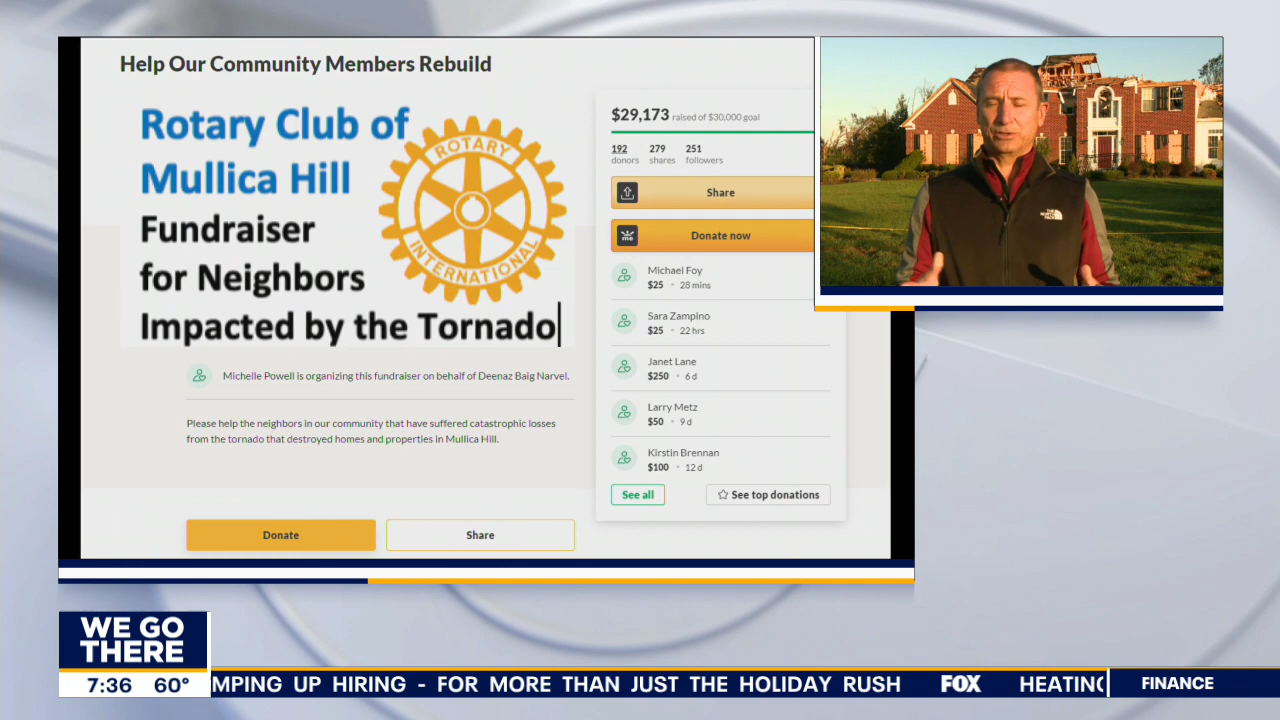 Help Our Community Members Rebuild
Rotary Club of
Mullica Hill
Fundraiser
for Neighbors
Impacted by the Tornado
ROTARY
INTERNATIONAL
Michelle Powell is organizing this fundraiser on behalf of Deenaz Baig Narvel.
Please help the neighbors in our community that have suffered catastrophic losses
from the tornado that destroyed homes and properties in Mullica Hill.
Donate
Share
$29,173 raised of $30,000 goal
192 279 251
donors shares followers
Share
me Donate now
Michael Foy
$25 • 28 mins
Sara Zampino
$25 • 22 hrs
Janet Lane
$250 • 6 d
Larry Metz
$50 • 9 d
Kirstin Brennan
$100 • 12 d
See all
See top donations
THE NORTH FACE
WE GO
THERE
7:36 60°
MPING UP HIRING - FOR MORE THAN JUST THE HOLIDAY RUSH FOX HEATING
FINANCE